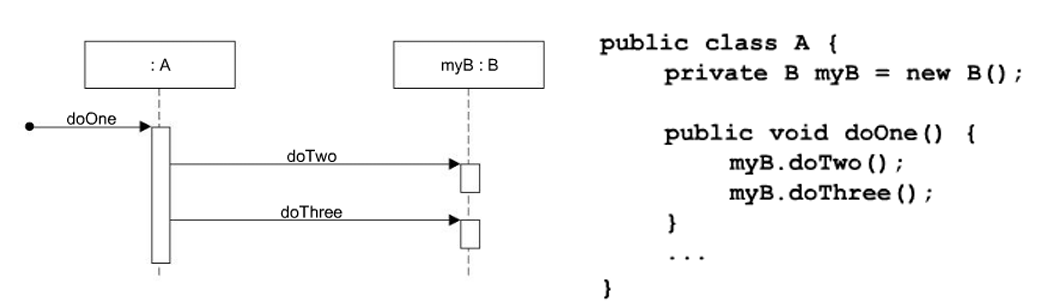 : A
myB : B
doOne
doTwo
doThree
public class A {
private B myB = new B();
public void doOne() {
myB.doTwo();
myB.doThree();
}
...
}